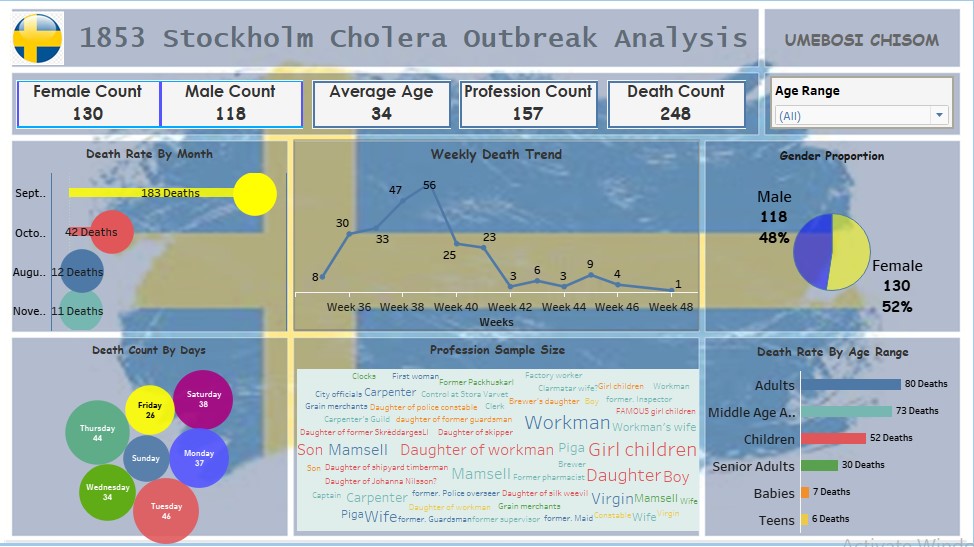 1853 Stockholm Cholera Outbreak Analysis
UMEBOSI CHISOM
Female Count
130
Male Count
118
Average Age
34
Profession Count
157
Death Count
248
Age Range
(All)
Death Rate By Month
Sept..
183 Deaths
Octo..
42 Deaths
Augu..
12 Deaths
Nove..
11 Deaths
Weekly Death Trend
8
30
33
47
56
25
23
3
6
3
9
4
1
Week 36
Week 38
Week 40
Week 42
Week 44
Week 46
Week 48
Weeks
Gender Proportion
Male
118
48%
Female
130
52%
Death Count By Days
Saturday
38
Friday
26
Thursday
44
Sunday
Monday
37
Wednesday
34
Tuesday
46
Profession Sample Size
Clocks
First woman
Former Packhuskarl
Factory worker
Clarmatar wife?
Girl children
Workman
City officials
Carpenter
Control at Stora Varvet
Brewer's daughter
Boy
former. Inspector
Grain merchants
Daughter of police constable
Clerk
FAMOUS girl children
Carpenter's Guild
daughter of former guardsman
Workman
Workman's wife
Daughter of former SkreddargesLI
Daughter of skipper
Son
Mamsell
Daughter of workman
Piga
Girl children
Son
Daughter of shipyard timberman
Brewer
Daughter of Johanna Nilsson?
Mamsell
Former pharmacist
Daughter
Boy
Captain
Carpenter
former. Police overseer
Daughter of silk weevil
Virgin
Mamsell
Wife
Daughter of workman
Grain merchants
Piga
Wife
former. Guardsman
former supervisor
former. Maid
Constable
Wife
Virgin
Death Rate By Age Range
Adults
80 Deaths
Middle Age A..
73 Deaths
Children
52 Deaths
Senior Adults
30 Deaths
Babies
7 Deaths
Teens
6 Deaths